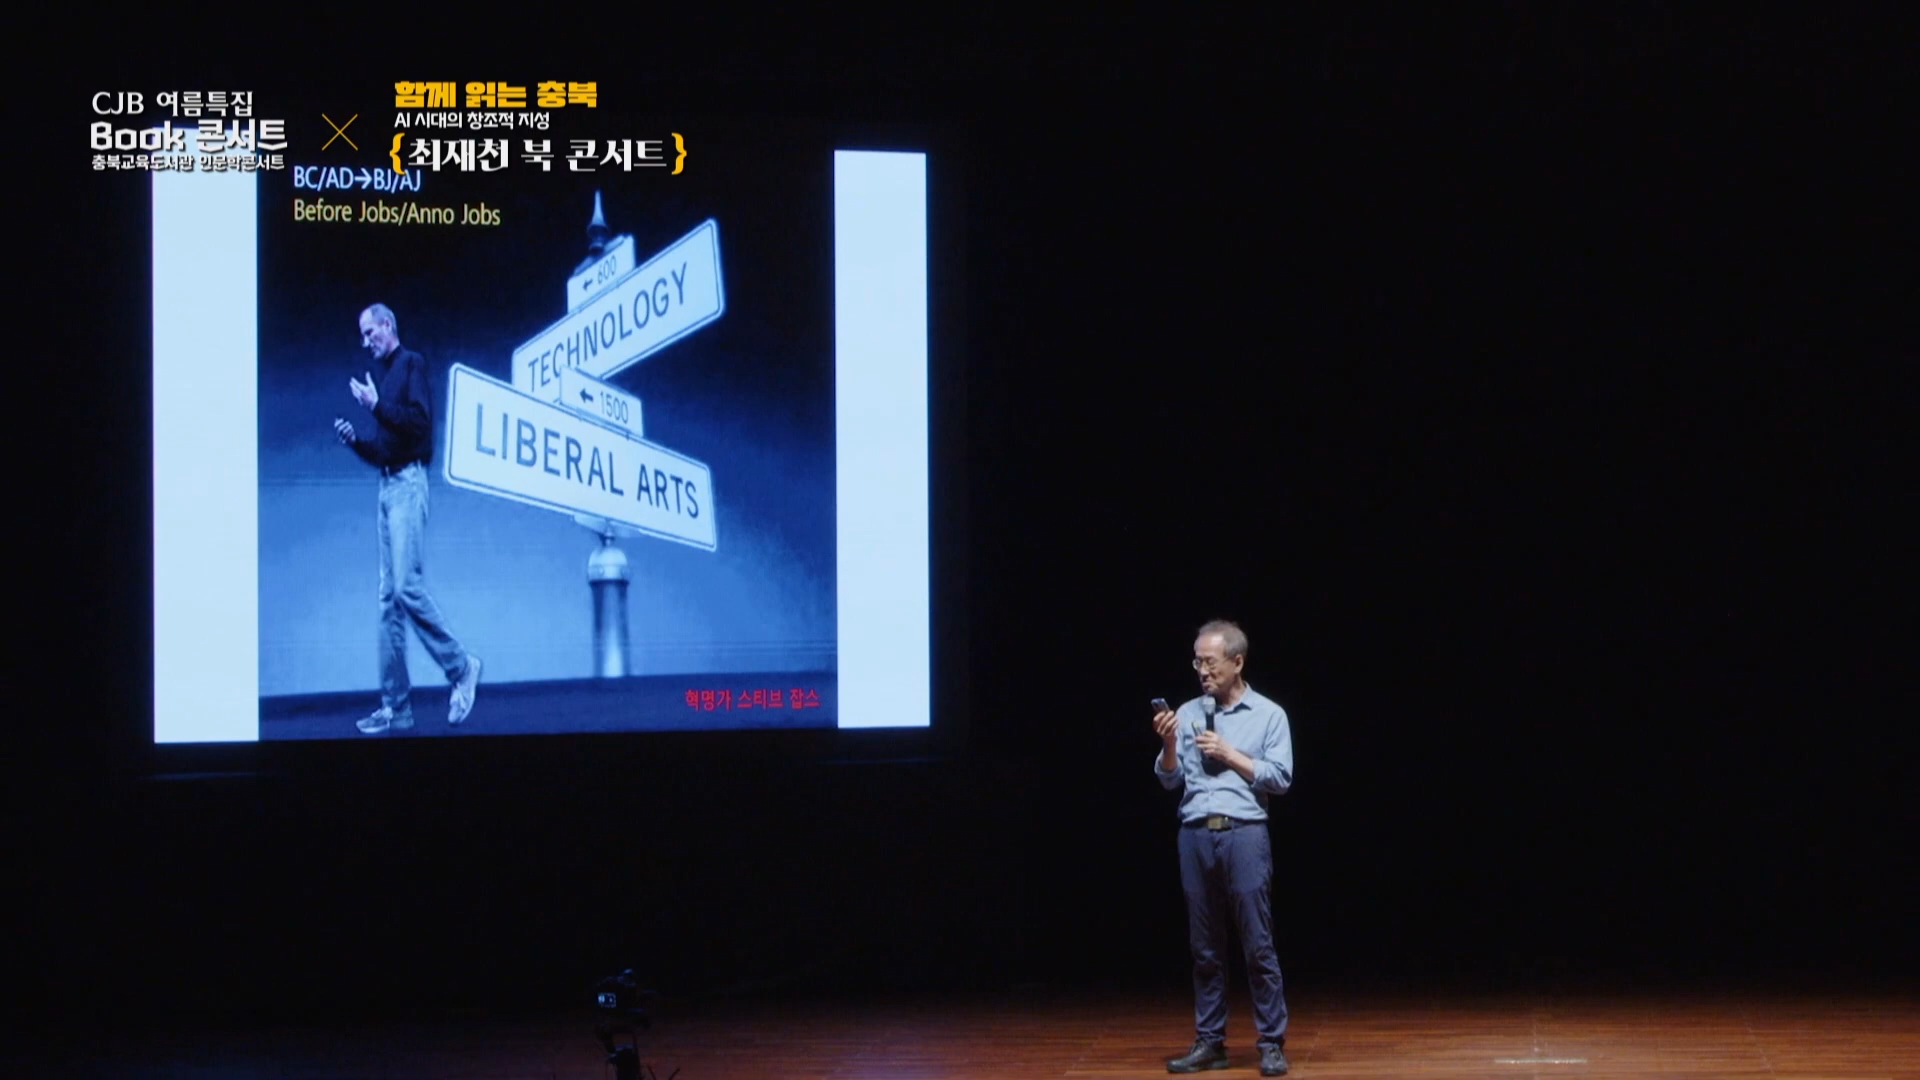 CJB 여름특집
Book 콘서트
충북교육도서관 인문학콘서트
함께 읽는 충북
AI 시대의 창조적 지성
{최재천 북 콘서트}
BC/AD→BJ/AJ
Before Jobs/Anno Jobs
← 600
TECHNOLOGY
← 1500
LIBERAL ARTS
혁명가 스티브 잡스